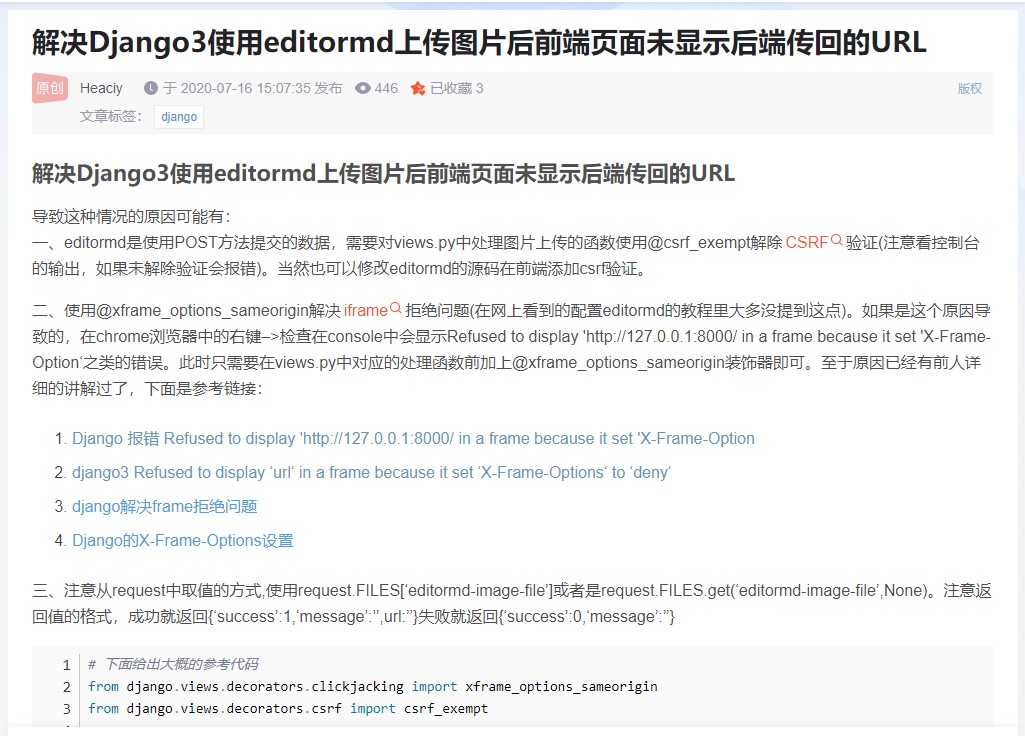 解决Django3使用editormd上传图片后前端页面未显示后端传回的URL
原创 Heaciy 于 2020-07-16 15:07:35 发布 446 已收藏 3 版权
文章标签： django
解决Django3使用editormd上传图片后前端页面未显示后端传回的URL
导致这种情况的原因可能有：
一、editormd是使用POST方法提交的数据，需要对views.py中处理图片上传的函数使用@csrf_exempt解除 CSRF 验证(注意看控制台
的输出，如果未解除验证会报错)。当然也可以修改editormd的源码在前端添加csrf验证。
二、使用@xframe_options_sameorigin解决 iframe 拒绝问题(在网上看到的配置editormd的教程里大多没提到这点)。如果是这个原因导
致的，在chrome浏览器中的右键–>检查在console中会显示Refused to display 'http://127.0.0.1:8000/ in a frame because it set 'X-Frame-
Option‘之类的错误。此时只需要在views.py中对应的处理函数前加上@xframe_options_sameorigin装饰器即可。至于原因已经有前人详
细的讲解过了，下面是参考链接：
1. Django 报错 Refused to display 'http://127.0.0.1:8000/ in a frame because it set 'X-Frame-Option
2. django3 Refused to display ‘url‘ in a frame because it set ‘X-Frame-Options‘ to ‘deny‘
3. django解决frame拒绝问题
4. Django的X-Frame-Options设置
三、注意从request中取值的方式,使用request.FILES[‘editormd-image-file’]或者是request.FILES.get(‘editormd-image-file’,None)。注意返
回值的格式，成功就返回{‘success’:1,‘message’:’’,url:’’}失败就返回{‘success’:0,‘message’:’’}
1 # 下面给出大概的参考代码
2 from django.views.decorators.clickjacking import xframe_options_sameorigin
3 from django.views.decorators.csrf import csrf_exempt